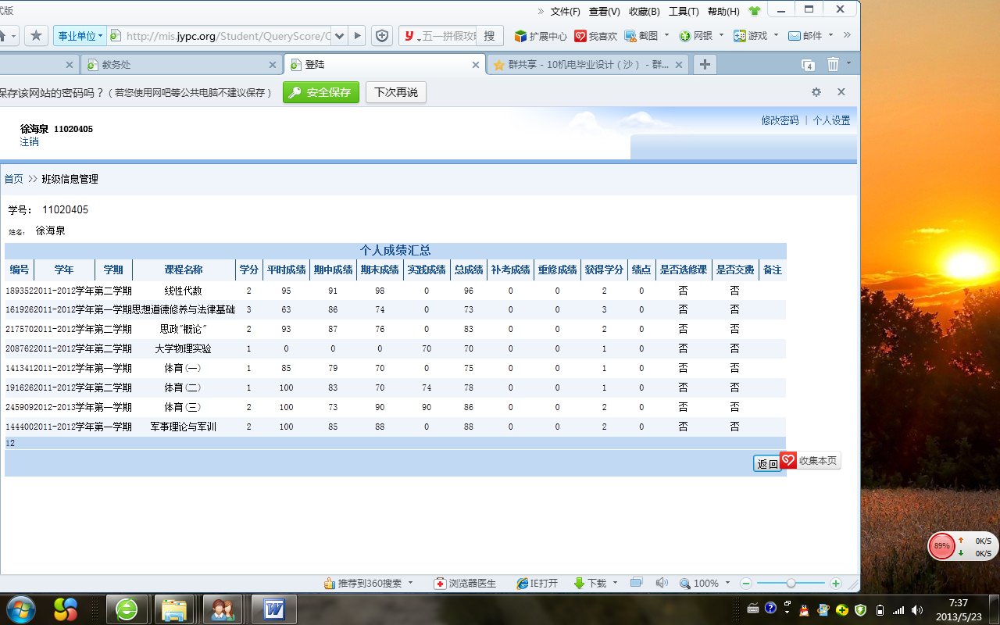 式版
» 文件(F) 查看(V) 收藏(B) 工具(T) 帮助(H)
事业单位 http://mis.jypc.org/Student/QueryScore/C 五一拼假攻 搜 扩展中心 我喜欢 截图 网银 游戏 邮件 »
教务处 登陆 群共享 - 10机电毕业设计（沙） - 群... 4
保存该网站的密码吗？（若您使用网吧等公共电脑不建议保存） 安全保存 下次再说
徐海泉 11020405 修改密码 | 个人设置
注销
首页 >> 班级信息管理
学号： 11020405
姓名： 徐海泉
个人成绩汇总
编号 学年 学期 课程名称 学分 平时成绩 期中成绩 期末成绩 实践成绩 总成绩 补考成绩 重修成绩 获得学分 绩点 是否选修课 是否交费 备注
189352 2011-2012学年 第二学期 线性代数 2 95 91 98 0 96 0 0 2 0 否 否
161926 2011-2012学年 第一学期 思想道德修养与法律基础 3 63 86 74 0 73 0 0 3 0 否 否
217570 2011-2012学年 第二学期 思政"概论" 2 93 87 76 0 83 0 0 2 0 否 否
208762 2011-2012学年 第二学期 大学物理实验 1 0 0 0 70 70 0 0 1 0 否 否
141341 2011-2012学年 第一学期 体育(一) 1 85 79 70 0 75 0 0 1 0 否 否
191626 2011-2012学年 第二学期 体育(二) 1 100 83 70 74 78 0 0 1 0 否 否
245909 2012-2013学年 第一学期 体育(三) 2 100 73 90 90 86 0 0 2 0 否 否
144400 2011-2012学年 第一学期 军事理论与军训 2 100 85 88 0 88 0 0 2 0 否 否
12
返回 收集本页
89% 0K/S
0K/S
推荐到360搜索 浏览器医生 IE打开 下载 100%
7:37
2013/5/23